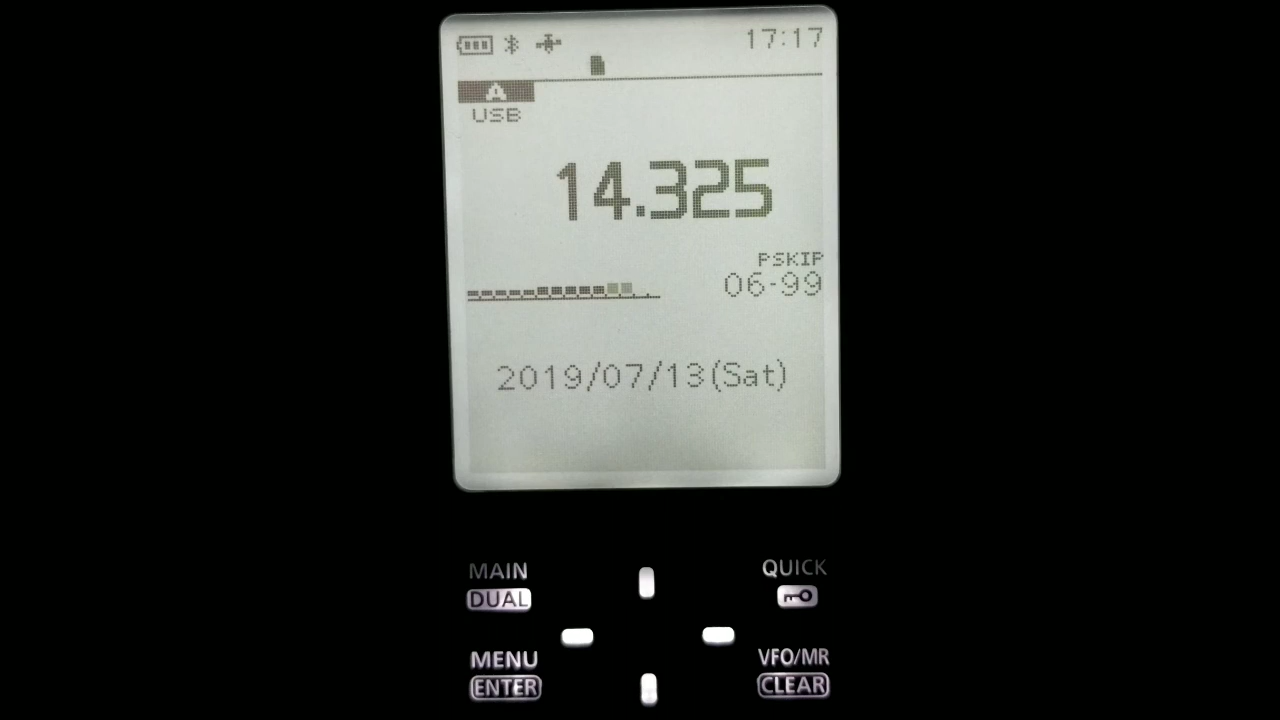 17:17
A
USB
14.325
PSKIP
06-99
2019/07/13(Sat)
MAIN
QUICK
DUAL
MENU
VFO/MR
ENTER
CLEAR